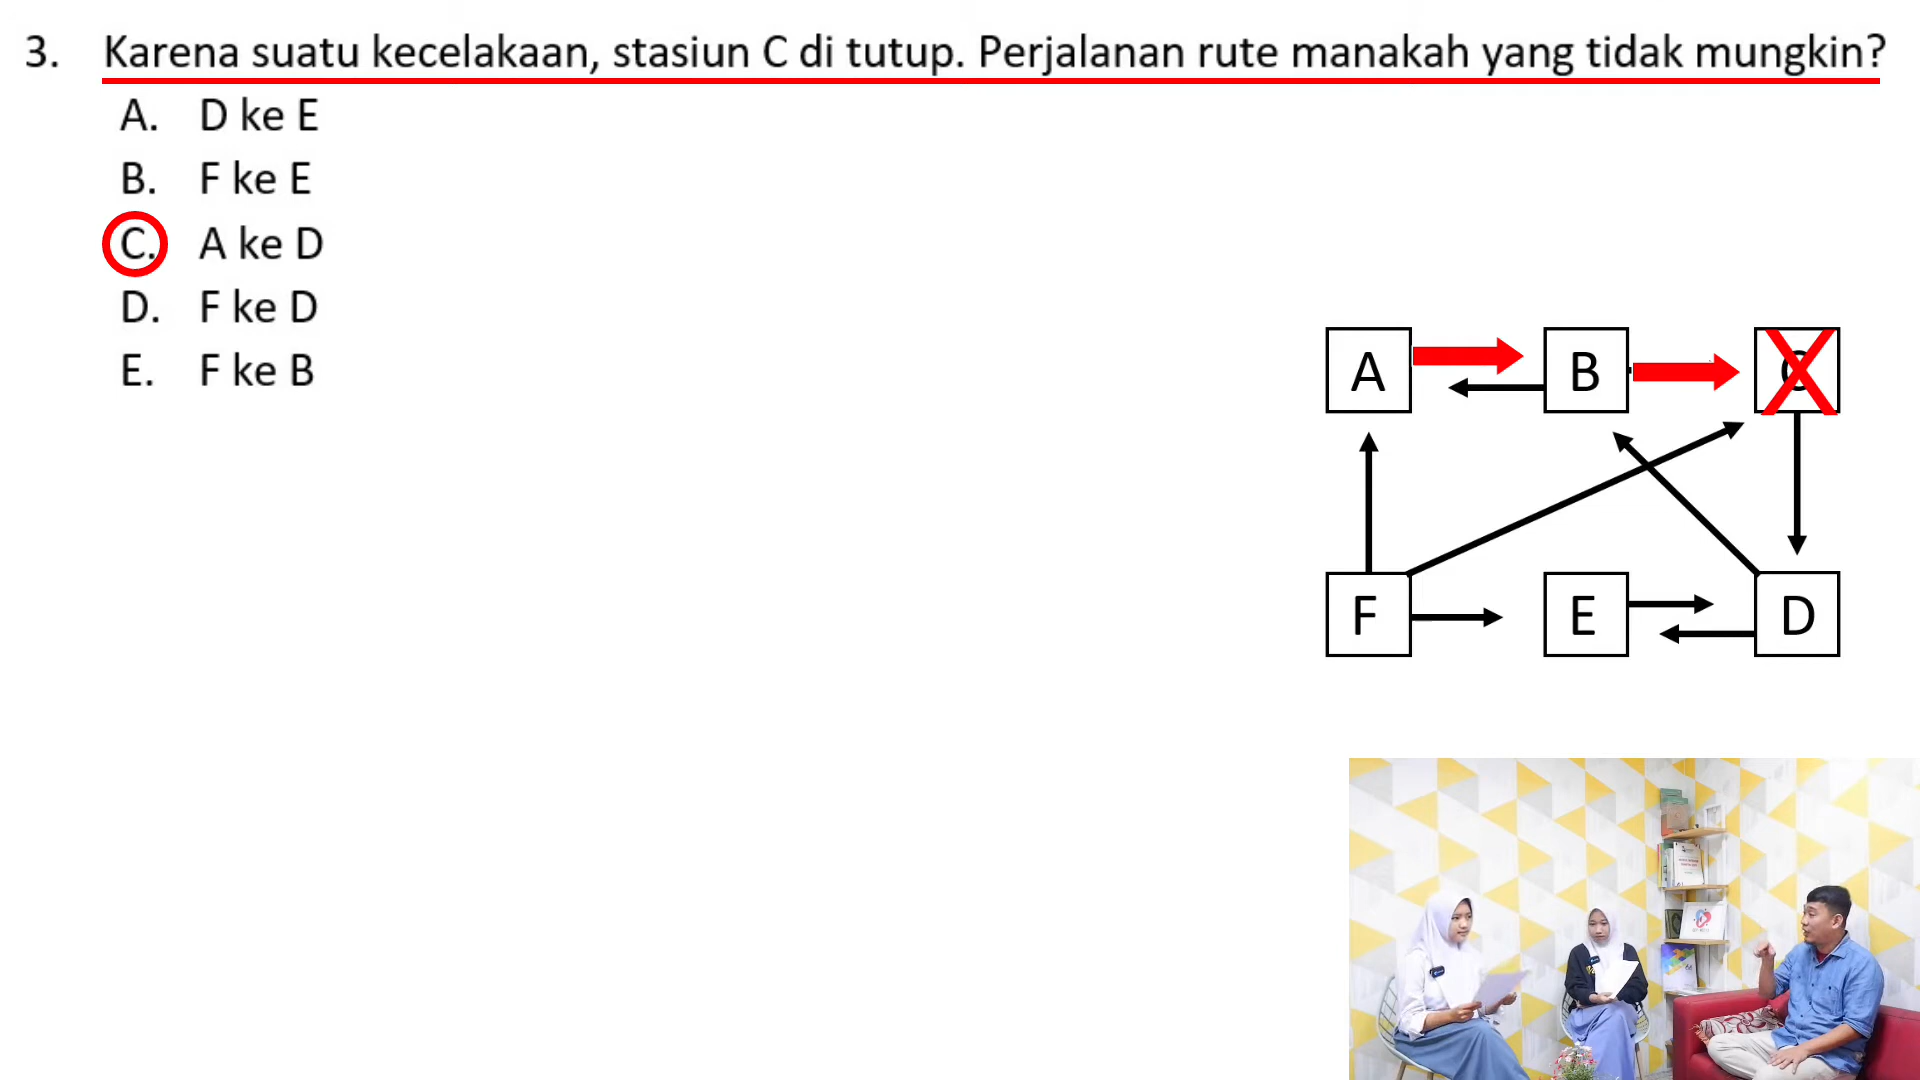 3. Karena suatu kecelakaan, stasiun C di tutup. Perjalanan rute manakah yang tidak mungkin?
A. D ke E
B. F ke E
C. A ke D
D. F ke D
E. F ke B
A B C
F E D